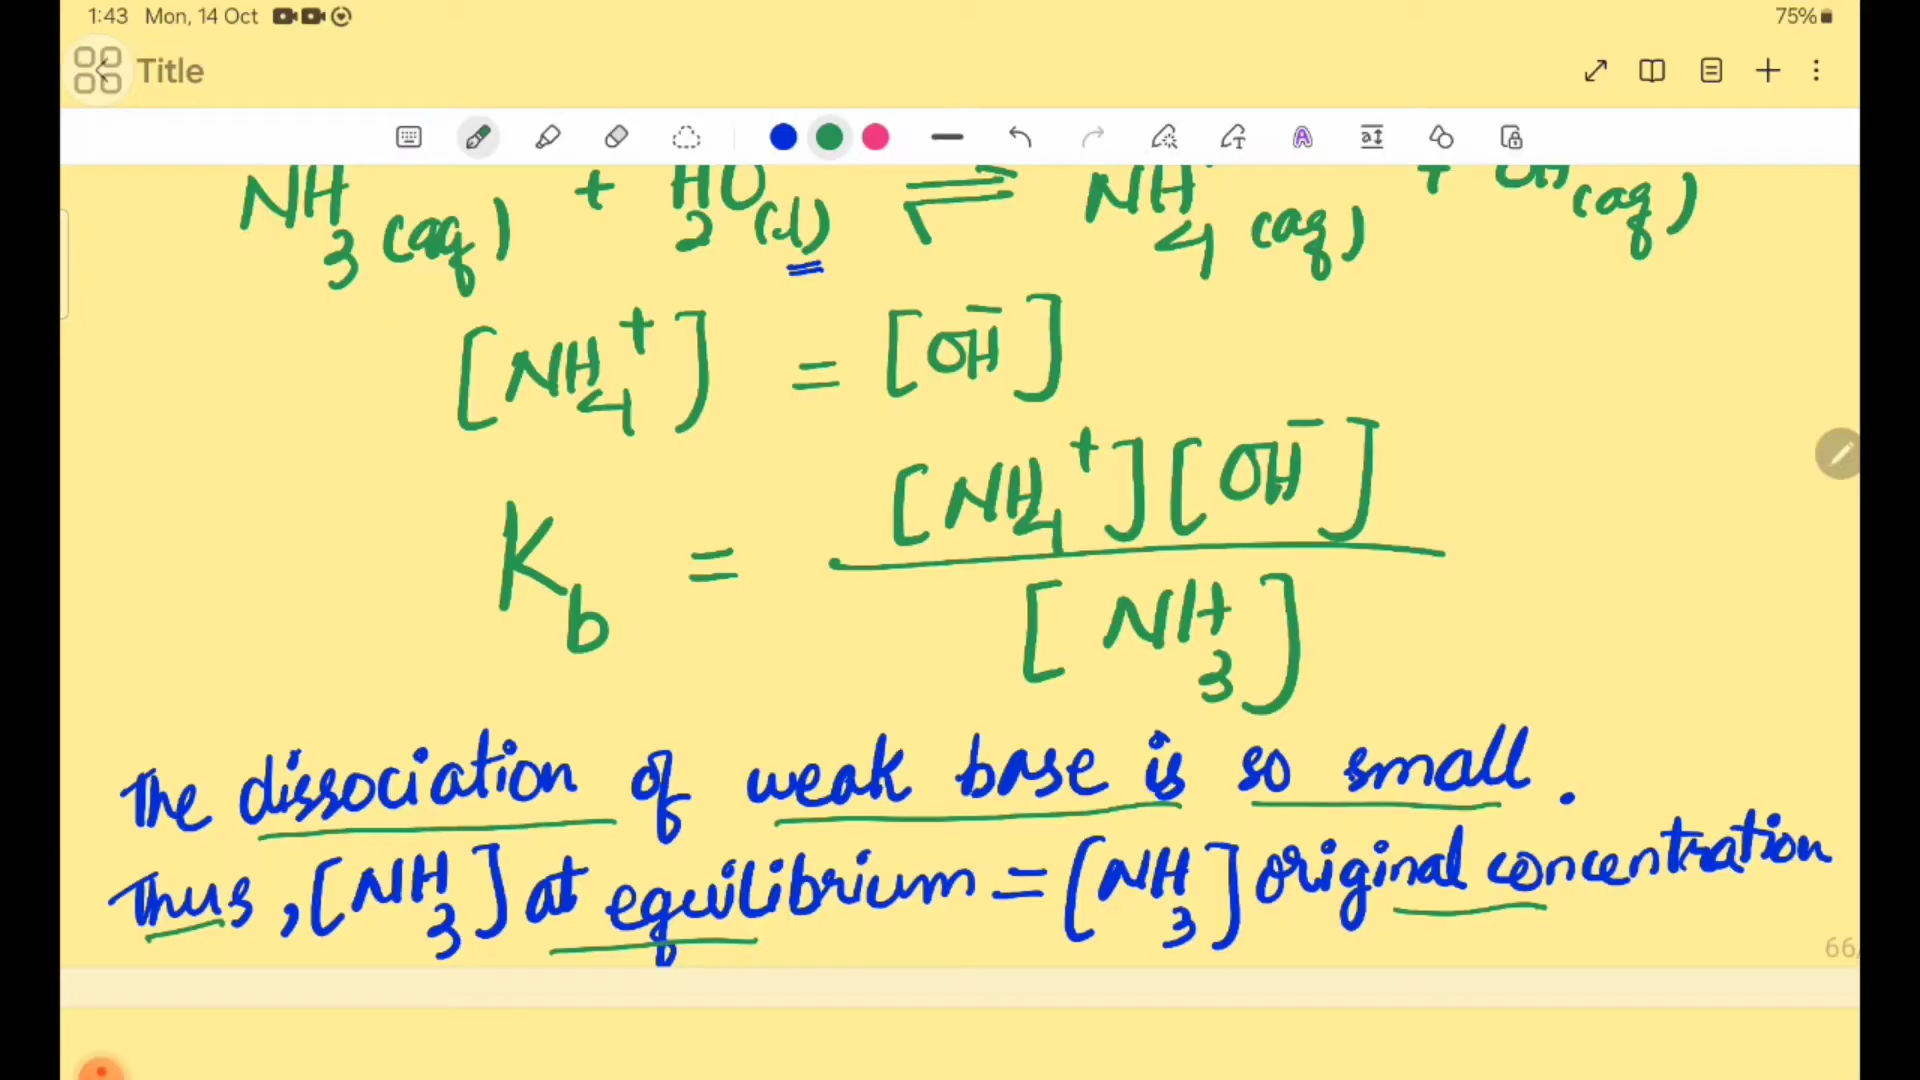 1:43 Mon, 14 Oct 75%
Title
NH3(aq) + H2O(l) ⇌ NH4(aq) + OH(aq)
[NH4+] = [OH-]
Kb = [NH4+][OH-] / [NH3]
The dissociation of weak base is so small.
Thus, [NH3] at equilibrium = [NH3] original concentration
66